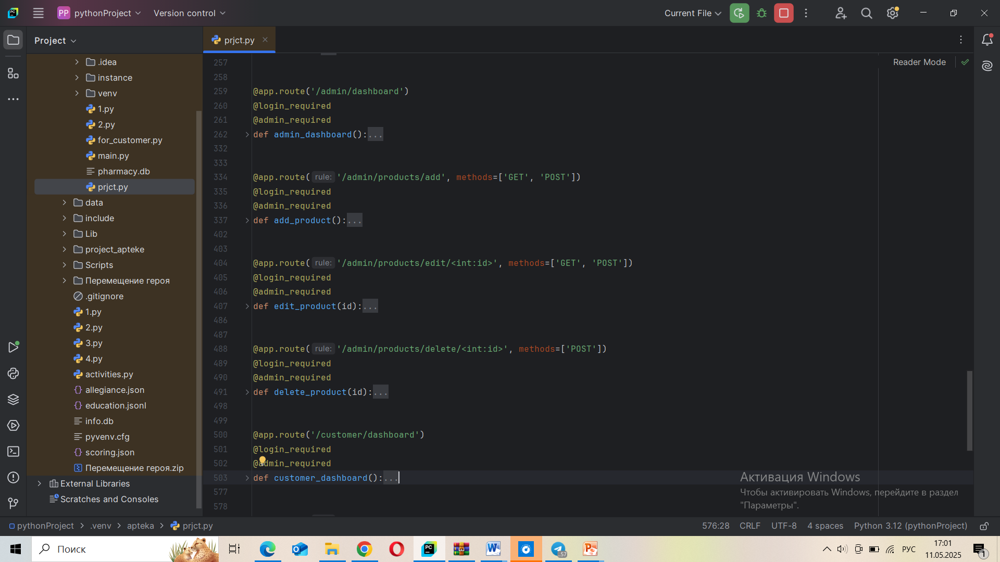 PP pythonProject Version control Current File
Project
prjct.py
Reader Mode
.idea
instance
venv
1.py
2.py
for_customer.py
main.py
pharmacy.db
prjct.py
data
include
Lib
project_apteke
Scripts
Перемещение героя
.gitignore
1.py
2.py
3.py
4.py
activities.py
allegiance.json
education.jsonl
info.db
pyvenv.cfg
scoring.json
Перемещение героя.zip
External Libraries
Scratches and Consoles
257
258
259 @app.route('/admin/dashboard')
260 @login_required
261 @admin_required
262 def admin_dashboard():...
332
333
334 @app.route( rule: '/admin/products/add', methods=['GET', 'POST'])
335 @login_required
336 @admin_required
337 def add_product():...
402
403
404 @app.route( rule: '/admin/products/edit/<int:id>', methods=['GET', 'POST'])
405 @login_required
406 @admin_required
407 def edit_product(id):...
486
487
488 @app.route( rule: '/admin/products/delete/<int:id>', methods=['POST'])
489 @login_required
490 @admin_required
491 def delete_product(id):...
498
499
500 @app.route('/customer/dashboard')
501 @login_required
502 @admin_required
503 def customer_dashboard():...
577
578
Активация Windows
Чтобы активировать Windows, перейдите в раздел
"Параметры".
pythonProject > .venv > apteka > prjct.py 576:28 CRLF UTF-8 4 spaces Python 3.12 (pythonProject)
Поиск
PC
..57
РУС
17:01
11.05.2025
1